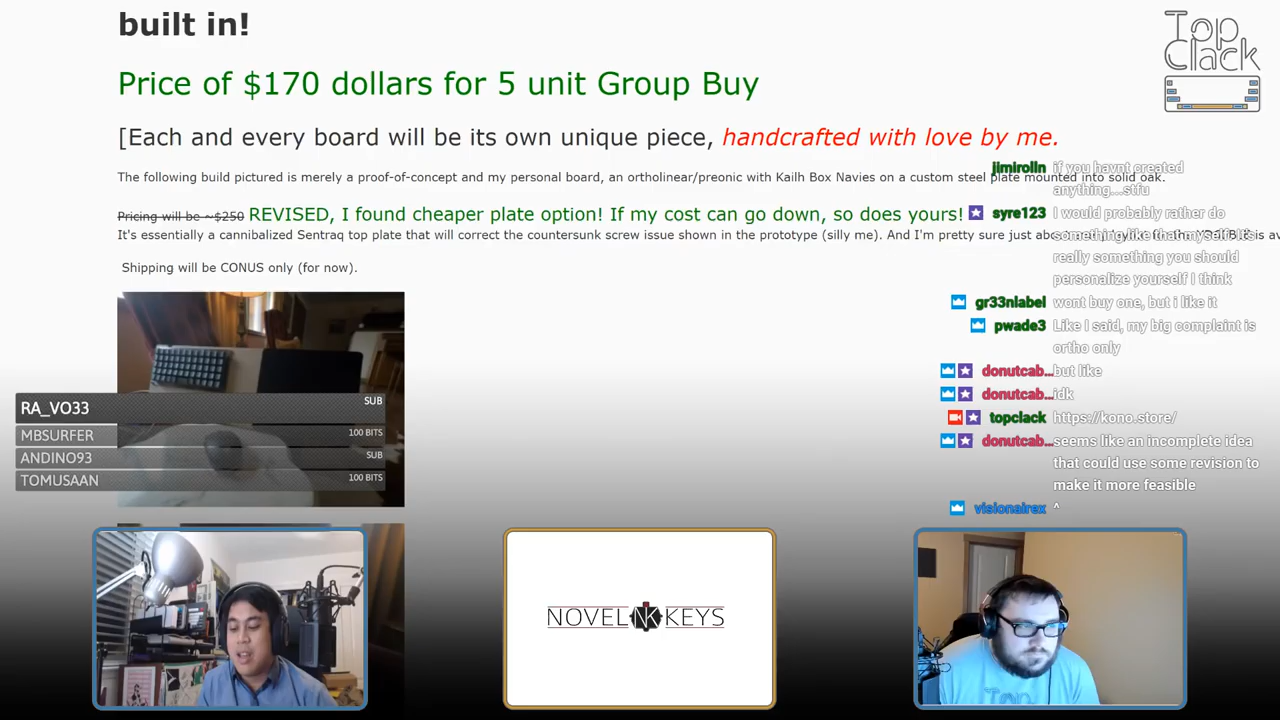 built in!
Top
Clack
Price of $170 dollars for 5 unit Group Buy
[Each and every board will be its own unique piece, handcrafted with love by me.
The following build pictured is merely a proof-of-concept and my personal board, an ortholinear/preonic with Kailh Box Navies on a custom steel plate mounted into solid oak.
Pricing will be ~$250 REVISED, I found cheaper plate option! If my cost can go down, so does yours!
It's essentially a cannibalized Sentraq top plate that will correct the countersunk screw issue shown in the prototype (silly me). And I'm pretty sure just
Shipping will be CONUS only (for now).
jimirolln if you havnt created
anything...stfu
syre123 I would probably rather do
something like that myself. It's
really something you should
personalize yourself I think
gr33nlabel wont buy one, but i like it
pwade3 Like I said, my big complaint is
ortho only
donutcab... but like
donutcab... idk
topclack https://kono.store/
donutcab... seems like an incomplete idea
that could use some revision to
make it more feasible
visionairex ^
RA_VO33 SUB
MBSURFER 100 BITS
ANDINO93 SUB
TOMUSAAN 100 BITS
NOVEL NK KEYS
Top